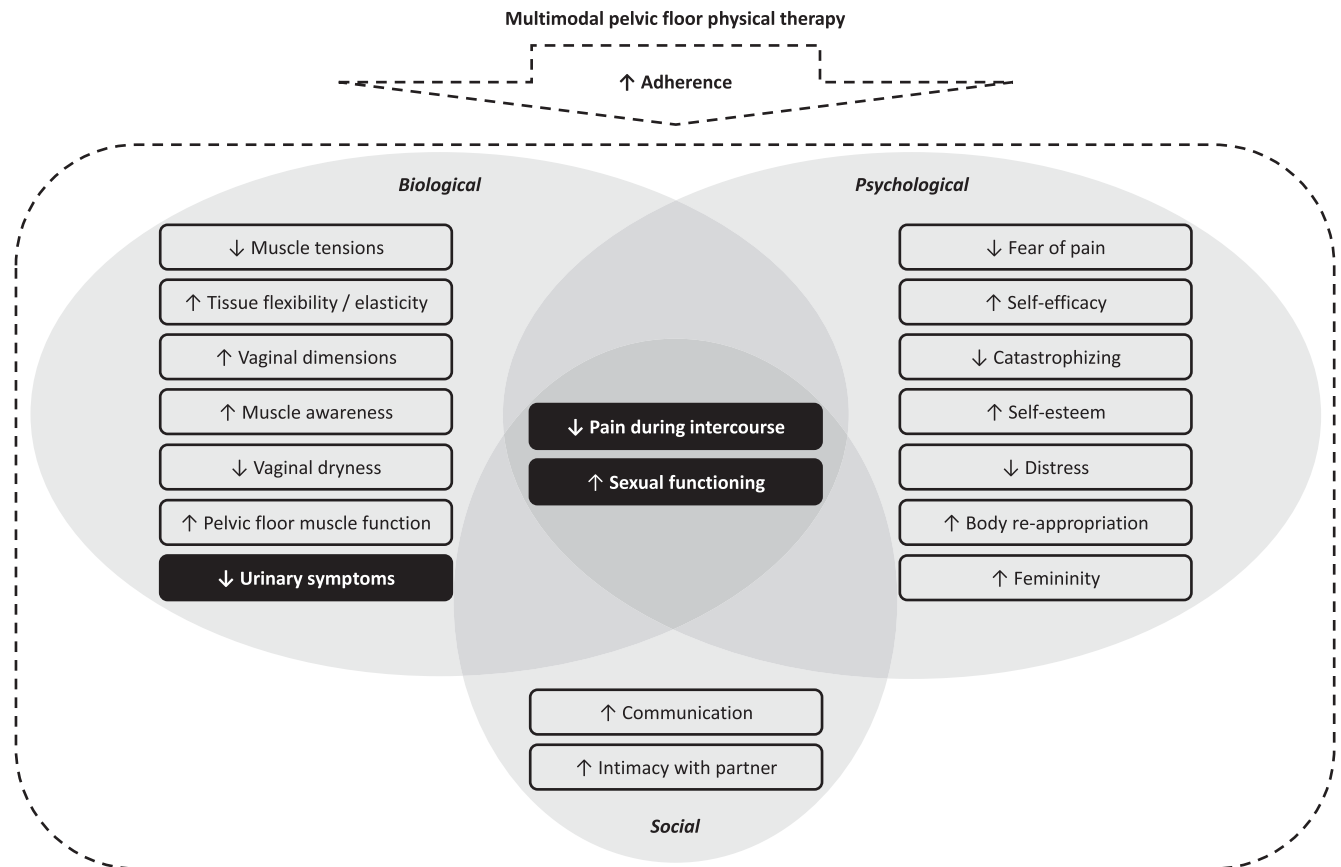 Multimodal pelvic floor physical therapy
↑ Adherence
Biological
Psychological
↓ Muscle tensions
↑ Tissue flexibility / elasticity
↑ Vaginal dimensions
↑ Muscle awareness
↓ Vaginal dryness
↑ Pelvic floor muscle function
↓ Urinary symptoms
↓ Pain during intercourse
↑ Sexual functioning
↓ Fear of pain
↑ Self-efficacy
↓ Catastrophizing
↑ Self-esteem
↓ Distress
↑ Body re-appropriation
↑ Femininity
↑ Communication
↑ Intimacy with partner
Social